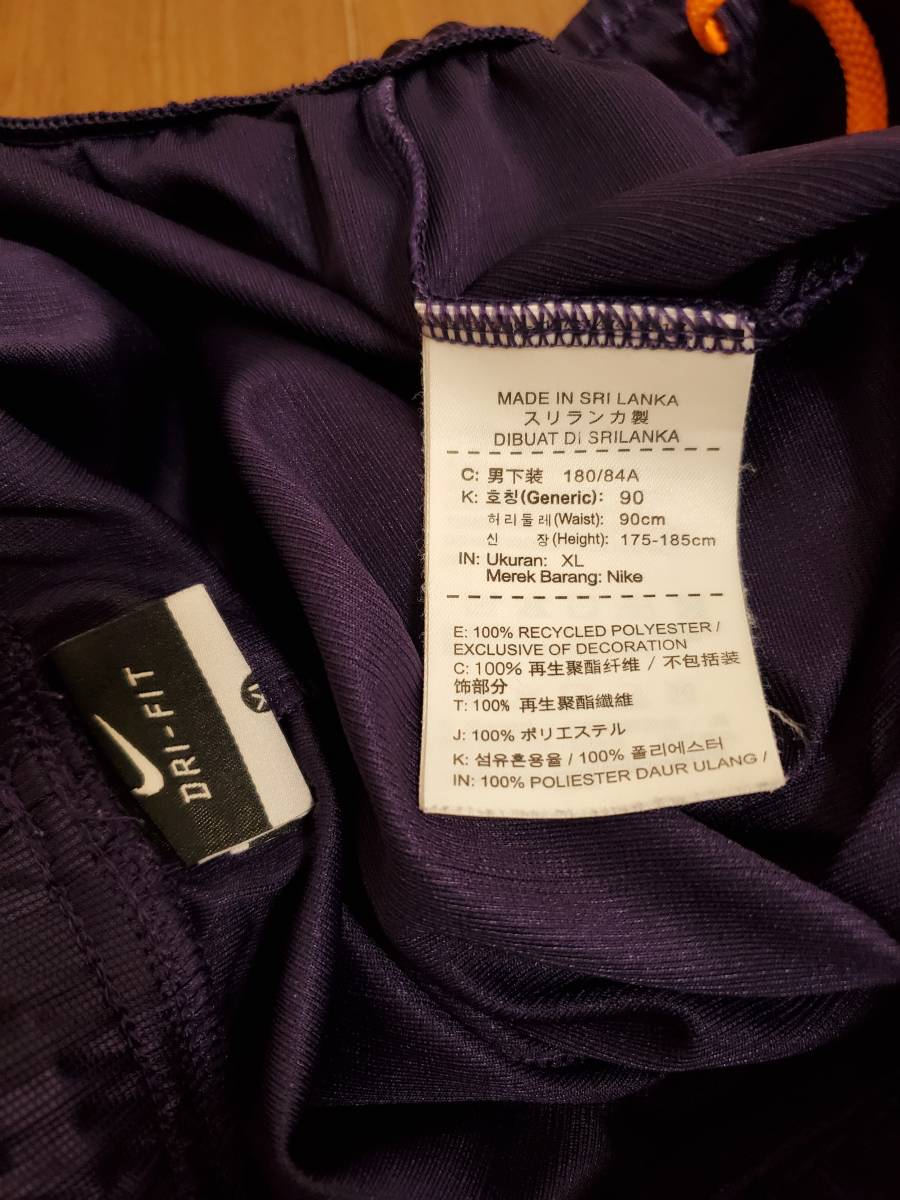 MADE IN SRI LANKA
スリランカ製
DIBUAT DI SRILANKA
C: 男下装 180/84A
K: 호칭(Generic): 90
허리둘레(Waist): 90cm
신 장(Height): 175-185cm
IN: Ukuran: XL
Merek Barang: Nike
E: 100% RECYCLED POLYESTER /
EXCLUSIVE OF DECORATION
C: 100% 再生聚酯纤维 / 不包括装
饰部分
T: 100% 再生聚酯纖維
J: 100% ポリエステル
K: 섬유혼용율 / 100% 폴리에스터
IN: 100% POLIESTER DAUR ULANG /
DRI-FIT